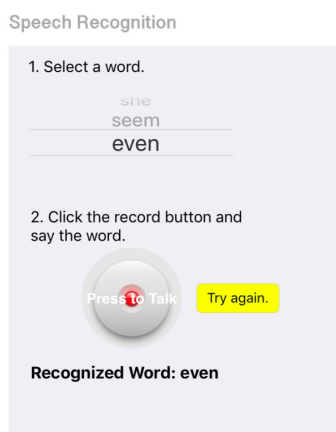 Speech Recognition
1. Select a word.
she
seem
even
2. Click the record button and
say the word.
Press to Talk
Try again.
Recognized Word: even